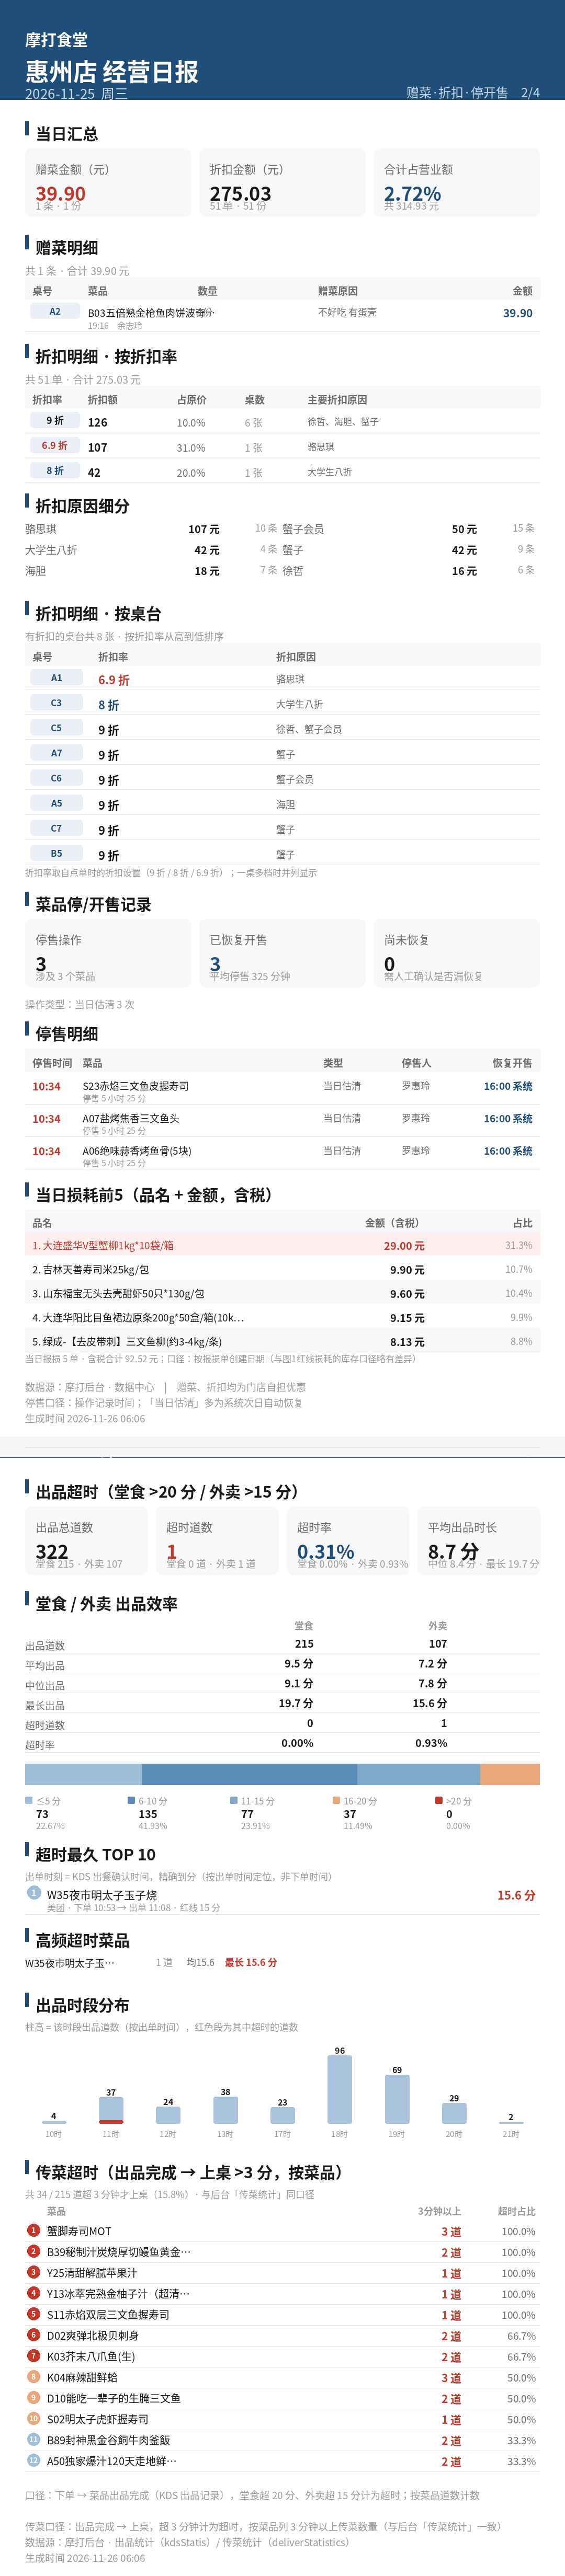 摩打食堂
惠州店 经营日报
2026-11-25 周三
赠菜·折扣·停开售 2/4
当日汇总
赠菜金额（元） 折扣金额（元） 合计占营业额
39.90 275.03 2.72%
1 条 · 1 份 51 单 · 51 份 共 314.93 元
赠菜明细
共 1 条 · 合计 39.90 元
桌号 菜品 数量 赠菜原因 金额
A2 B03五倍熟金枪鱼肉饼波奇… 不好吃 有蛋壳 39.90
19:16 余志玲
折扣明细 · 按折扣率
共 51 单 · 合计 275.03 元
折扣率 折扣额 占原价 桌数 主要折扣原因
9 折 126 10.0% 6 张 徐哲、海胆、蟹子
6.9 折 107 31.0% 1 张 骆思琪
8 折 42 20.0% 1 张 大学生八折
折扣原因细分
骆思琪 107 元 10 条 蟹子会员 50 元 15 条
大学生八折 42 元 4 条 蟹子 42 元 9 条
海胆 18 元 7 条 徐哲 16 元 6 条
折扣明细 · 按桌台
有折扣的桌台共 8 张 · 按折扣率从高到低排序
桌号 折扣率 折扣原因
A1 6.9 折 骆思琪
C3 8 折 大学生八折
C5 9 折 徐哲、蟹子会员
A7 9 折 蟹子
C6 9 折 蟹子会员
A5 9 折 海胆
C7 9 折 蟹子
B5 9 折 蟹子
折扣率取自点单时的折扣设置（9 折 / 8 折 / 6.9 折）；一桌多档时并列显示
菜品停/开售记录
停售操作 已恢复开售 尚未恢复
3 3 0
涉及 3 个菜品 平均停售 325 分钟 需人工确认是否漏恢复
操作类型：当日估清 3 次
停售明细
停售时间 菜品 类型 停售人 恢复开售
10:34 S23赤焰三文鱼皮握寿司 当日估清 罗惠玲 16:00 系统
停售 5 小时 25 分
10:34 A07盐烤焦香三文鱼头 当日估清 罗惠玲 16:00 系统
停售 5 小时 25 分
10:34 A06绝味蒜香烤鱼骨(5块) 当日估清 罗惠玲 16:00 系统
停售 5 小时 25 分
当日损耗前5（品名 + 金额，含税）
品名 金额（含税） 占比
1. 大连盛华V型蟹柳1kg*10袋/箱 29.00 元 31.3%
2. 吉林天善寿司米25kg/包 9.90 元 10.7%
3. 山东福宝无头去壳甜虾50只*130g/包 9.60 元 10.4%
4. 大连华阳比目鱼裙边原条200g*50盒/箱(10k… 9.15 元 9.9%
5. 绿成-【去皮带刺】三文鱼柳(约3-4kg/条) 8.13 元 8.8%
当日报损 5 单 · 含税合计 92.52 元；口径：按报损单创建日期（与图1红线损耗的库存口径略有差异）
数据源：摩打后台 · 数据中心 | 赠菜、折扣均为门店自担优惠
停售口径：操作记录时间；「当日估清」多为系统次日自动恢复
生成时间 2026-11-26 06:06
出品超时（堂食 >20 分 / 外卖 >15 分）
出品总道数 超时道数 超时率 平均出品时长
322 1 0.31% 8.7 分
堂食 215 · 外卖 107 堂食 0 道 · 外卖 1 道 堂食 0.00% · 外卖 0.93% 中位 8.4 分 · 最长 19.7 分
堂食 / 外卖 出品效率
堂食 外卖
出品道数 215 107
平均出品 9.5 分 7.2 分
中位出品 9.1 分 7.8 分
最长出品 19.7 分 15.6 分
超时道数 0 1
超时率 0.00% 0.93%
≤5 分 6-10 分 11-15 分 16-20 分 >20 分
73 135 77 37 0
22.67% 41.93% 23.91% 11.49% 0.00%
超时最久 TOP 10
出单时刻 = KDS 出餐确认时间，精确到分（按出单时间定位，非下单时间）
1 W35夜市明太子玉子烧 15.6 分
美团 · 下单 10:53 → 出单 11:08 · 红线 15 分
高频超时菜品
W35夜市明太子玉… 1 道 均15.6 最长 15.6 分
出品时段分布
柱高 = 该时段出品道数（按出单时间），红色段为其中超时的道数
4 37 24 38 23 96 69 29 2
10时 11时 12时 13时 17时 18时 19时 20时 21时
传菜超时（出品完成 → 上桌 >3 分，按菜品）
共 34 / 215 道超 3 分钟才上桌（15.8%） · 与后台「传菜统计」同口径
菜品 3分钟以上 超时占比
1 蟹脚寿司MOT 3 道 100.0%
2 B39秘制汁炭烧厚切鳗鱼黄金… 2 道 100.0%
3 Y25清甜解腻苹果汁 1 道 100.0%
4 Y13冰萃完熟金柚子汁（超清… 1 道 100.0%
5 S11赤焰双层三文鱼握寿司 1 道 100.0%
6 D02爽弹北极贝刺身 2 道 66.7%
7 K03芥末八爪鱼(生) 2 道 66.7%
8 K04麻辣甜鲜蛤 3 道 50.0%
9 D10能吃一辈子的生腌三文鱼 2 道 50.0%
10 S02明太子虎虾握寿司 1 道 50.0%
11 B89封神黑金谷飼牛肉釜飯 2 道 33.3%
12 A50独家爆汁120天走地鲜… 2 道 33.3%
口径：下单 → 菜品出品完成（KDS 出品记录），堂食超 20 分、外卖超 15 分计为超时；按菜品道数计数
传菜口径：出品完成 → 上桌，超 3 分钟计为超时，按菜品列 3 分钟以上传菜数量（与后台「传菜统计」一致）
数据源：摩打后台 · 出品统计（kdsStatis）/ 传菜统计（deliverStatistics）
生成时间 2026-11-26 06:06